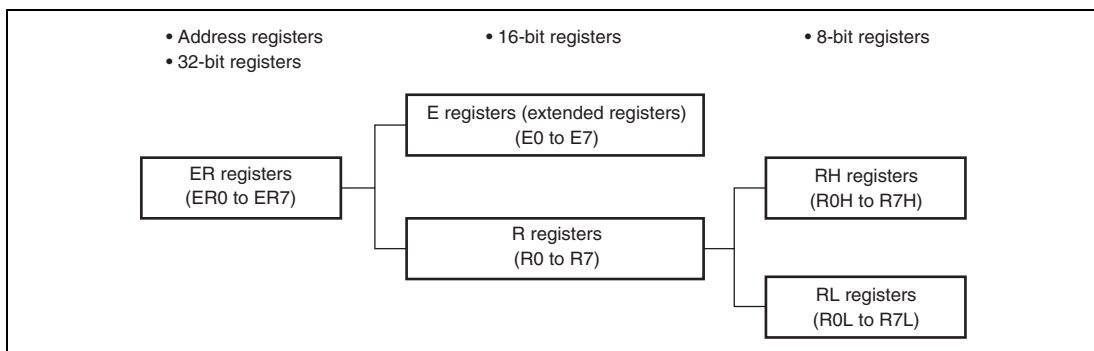 • Address registers
• 32-bit registers
• 16-bit registers
• 8-bit registers
E registers (extended registers)
(E0 to E7)
ER registers
(ER0 to ER7)
RH registers
(R0H to R7H)
R registers
(R0 to R7)
RL registers
(R0L to R7L)